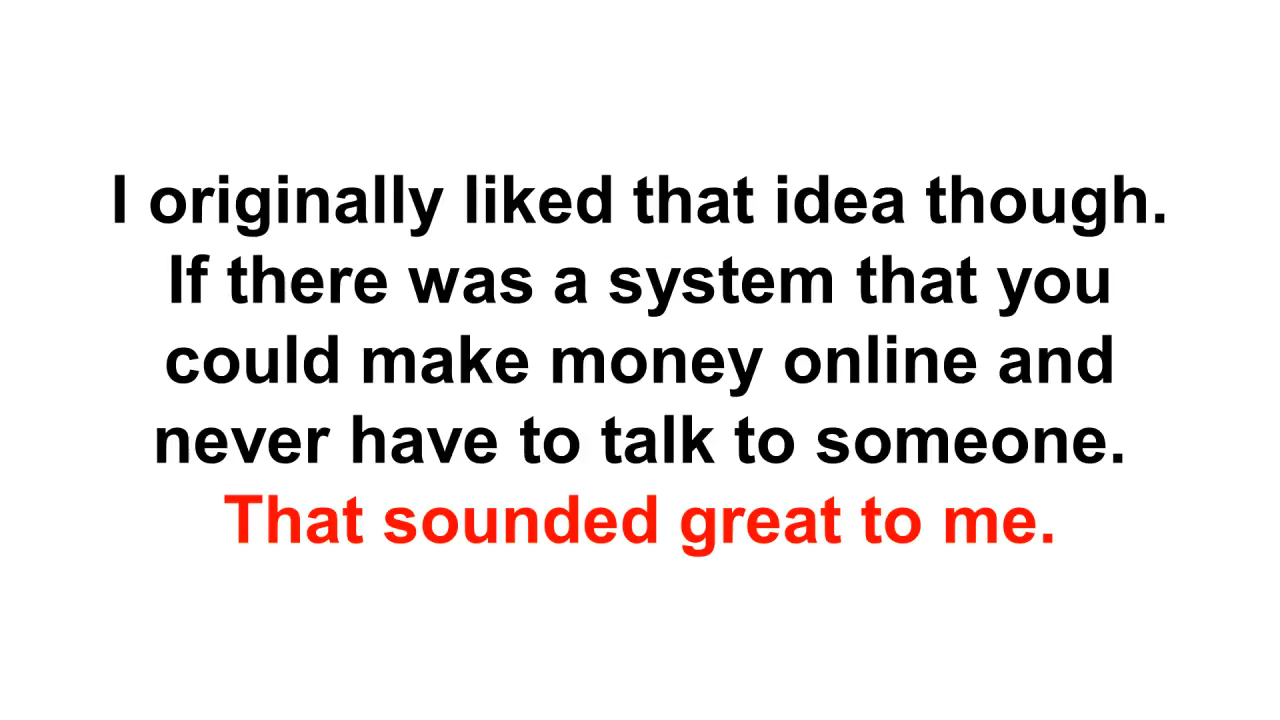 I originally liked that idea though.
If there was a system that you
could make money online and
never have to talk to someone.
That sounded great to me.